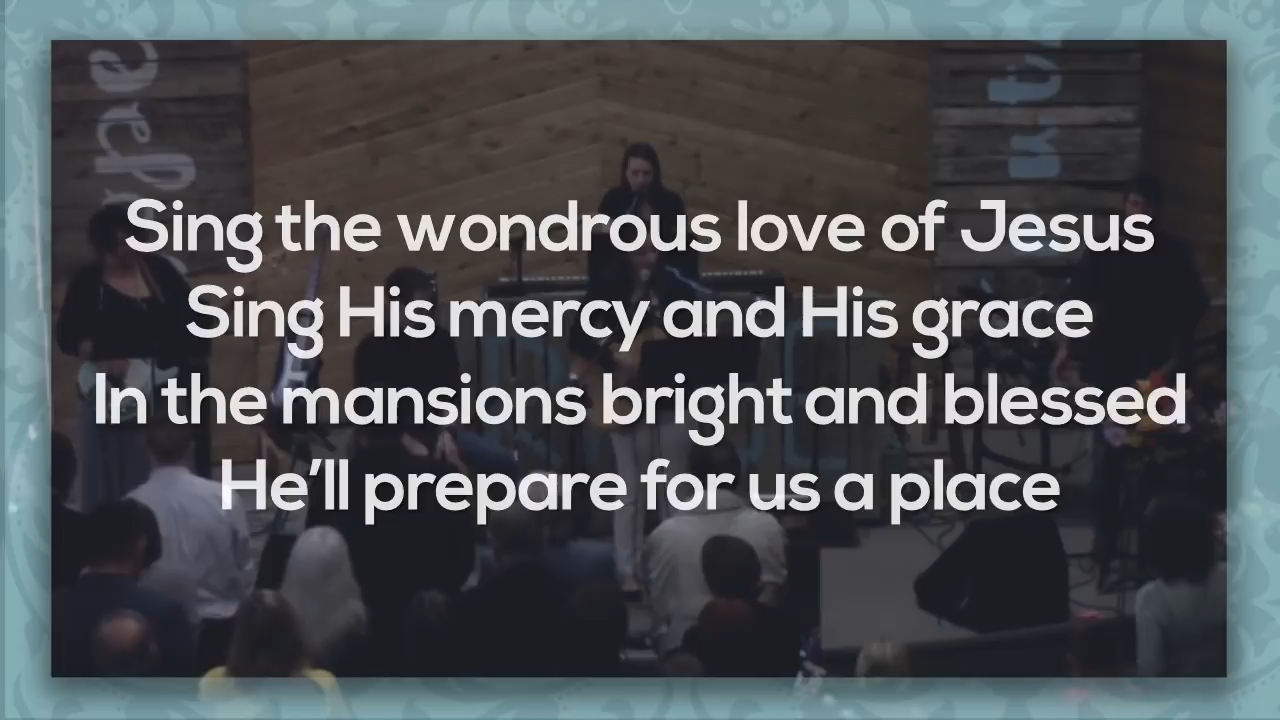 Sing the wondrous love of Jesus
Sing His mercy and His grace
In the mansions bright and blessed
He’ll prepare for us a place